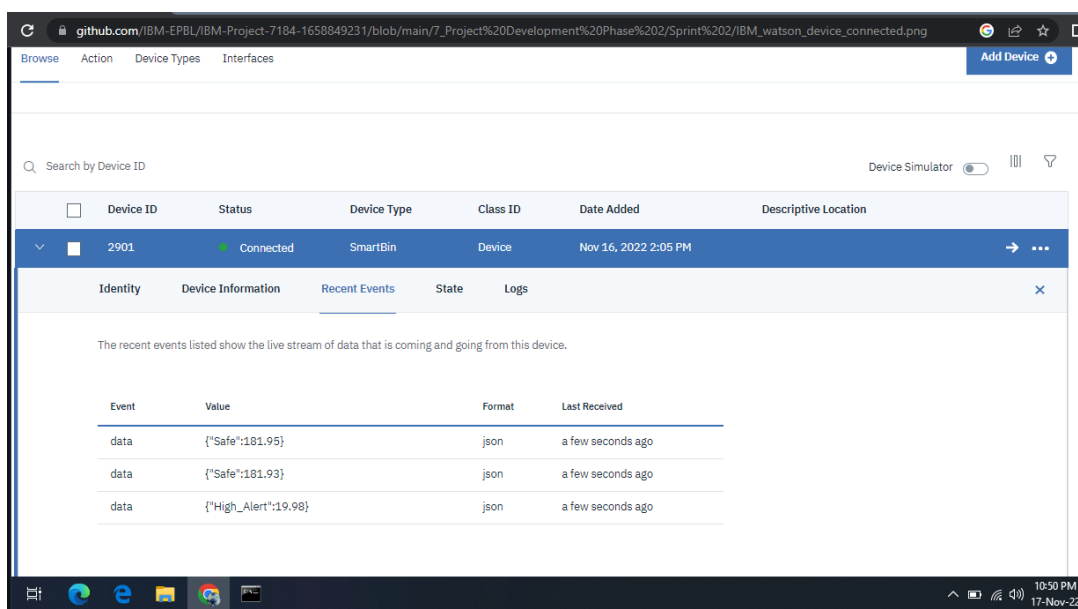 github.com/IBM-EPBL/IBM-Project-7184-1658849231/blob/main/7_Project%20Development%20Phase%202/Sprint%202/IBM_watson_device_connected.png
Browse Action Device Types Interfaces Add Device
Search by Device ID Device Simulator
Device ID Status Device Type Class ID Date Added Descriptive Location
2901 Connected SmartBin Device Nov 16, 2022 2:05 PM
Identity Device Information Recent Events State Logs
The recent events listed show the live stream of data that is coming and going from this device.
Event Value Format Last Received
data {"Safe":181.95} json a few seconds ago
data {"Safe":181.93} json a few seconds ago
data {"High_Alert":19.98} json a few seconds ago
10:50 PM
17-Nov-22